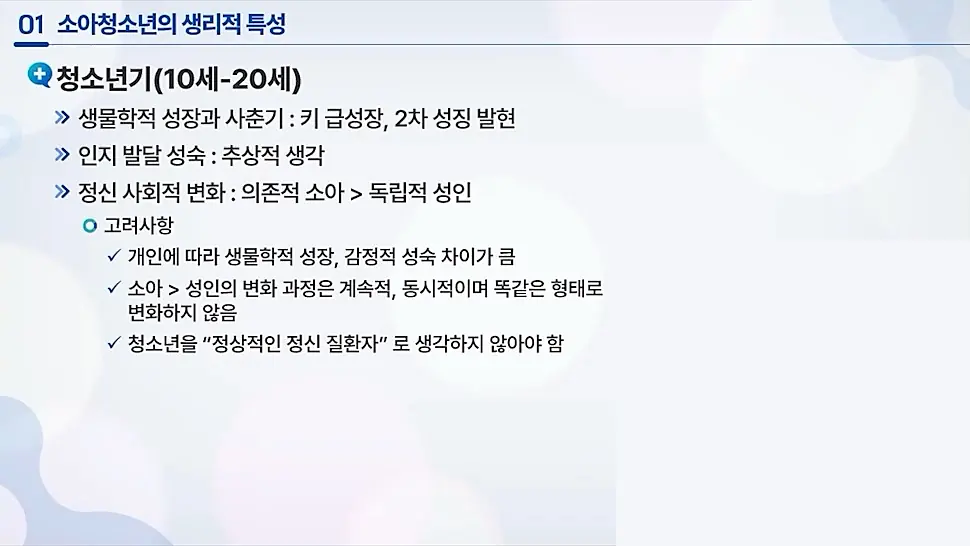 01 소아청소년의 생리적 특성
청소년기(10세-20세)
생물학적 성장과 사춘기 : 키 급성장, 2차 성징 발현
인지 발달 성숙 : 추상적 생각
정신 사회적 변화 : 의존적 소아 > 독립적 성인
고려사항
✓ 개인에 따라 생물학적 성장, 감정적 성숙 차이가 큼
✓ 소아 > 성인의 변화 과정은 계속적, 동시적이며 똑같은 형태로
변화하지 않음
✓ 청소년을 “정상적인 정신 질환자” 로 생각하지 않아야 함